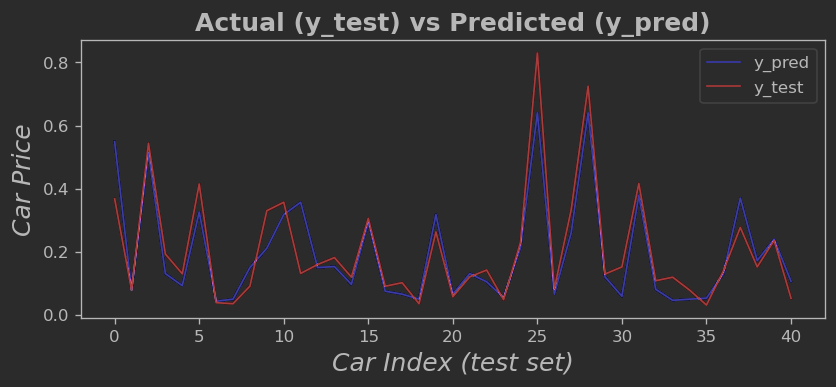 Actual (y_test) vs Predicted (y_pred)
y_pred
y_test
Car Price
0.8
0.6
0.4
0.2
0.0
0 5 10 15 20 25 30 35 40
Car Index (test set)